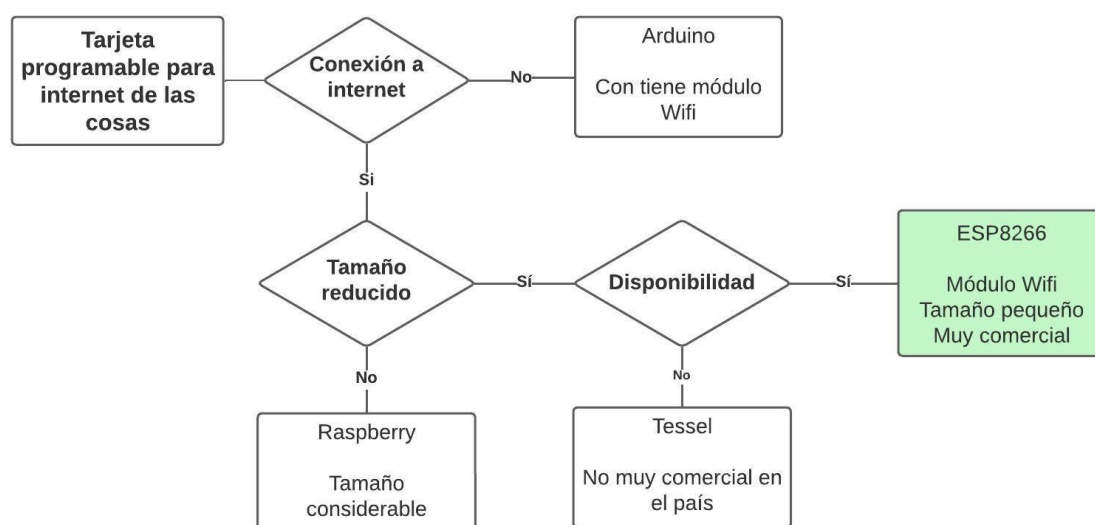 Tarjeta
programable para
internet de las
cosas
Conexión a
internet
No
Arduino
Con tiene módulo
Wifi
Si
Tamaño
reducido
Sí
Disponibilidad
Sí
ESP8266
Módulo Wifi
Tamaño pequeño
Muy comercial
No
Raspberry
Tamaño
considerable
No
Tessel
No muy comercial en
el país